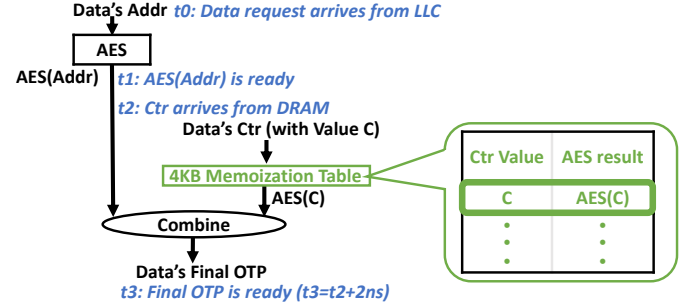 Data's Addr t0: Data request arrives from LLC
AES
AES(Addr) t1: AES(Addr) is ready
t2: Ctr arrives from DRAM
Data's Ctr (with Value C)
4KB Memoization Table
AES(C)
Combine
Data's Final OTP
t3: Final OTP is ready (t3=t2+2ns)
Ctr Value AES result
C AES(C)